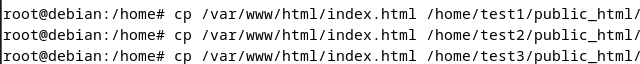 root@debian:/home# cp /var/www/html/index.html /home/test1/public_html/
root@debian:/home# cp /var/www/html/index.html /home/test2/public_html/
root@debian:/home# cp /var/www/html/index.html /home/test3/public_html/